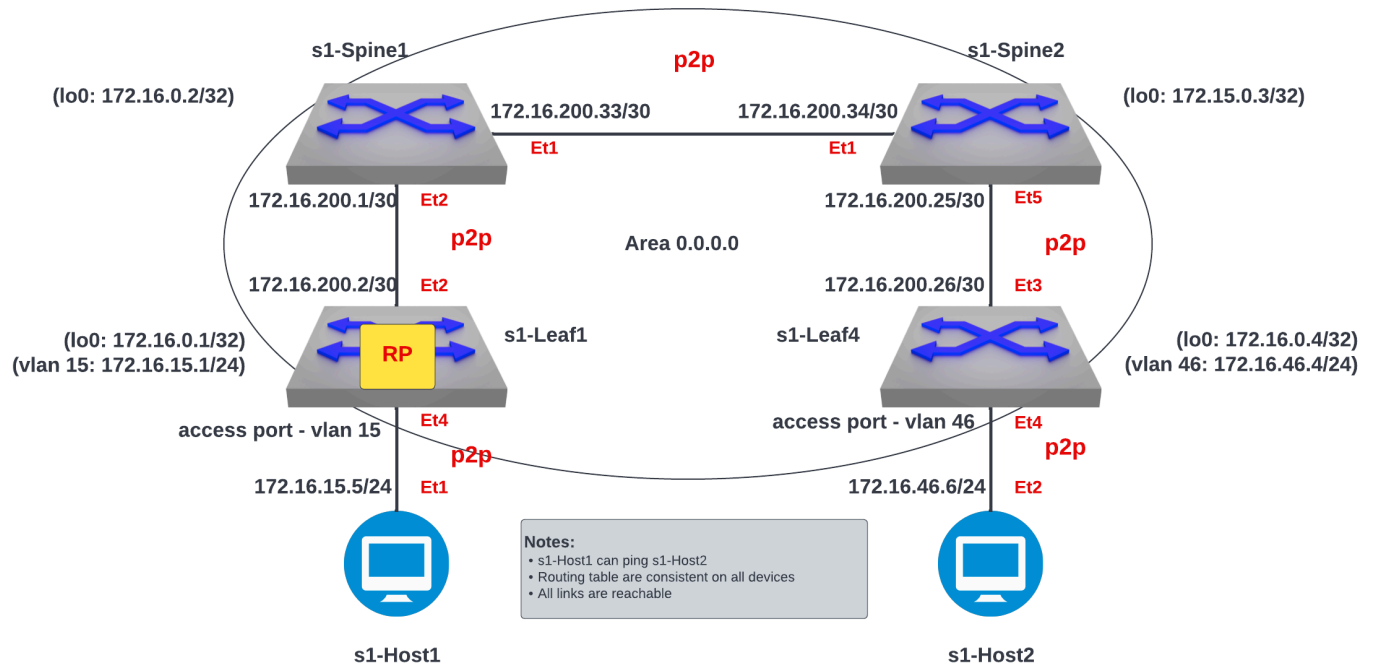 s1-Spine1
p2p
s1-Spine2
(lo0: 172.16.0.2/32)
(lo0: 172.15.0.3/32)
172.16.200.33/30
172.16.200.34/30
Et1
Et1
172.16.200.1/30
Et2
172.16.200.25/30
Et5
p2p
Area 0.0.0.0
p2p
172.16.200.2/30
Et2
172.16.200.26/30
Et3
(lo0: 172.16.0.1/32)
(vlan 15: 172.16.15.1/24)
RP
s1-Leaf1
s1-Leaf4
(lo0: 172.16.0.4/32)
(vlan 46: 172.16.46.4/24)
access port - vlan 15
Et4
access port - vlan 46
Et4
p2p
p2p
172.16.15.5/24
Et1
172.16.46.6/24
Et2
Notes:
• s1-Host1 can ping s1-Host2
• Routing table are consistent on all devices
• All links are reachable
s1-Host1
s1-Host2